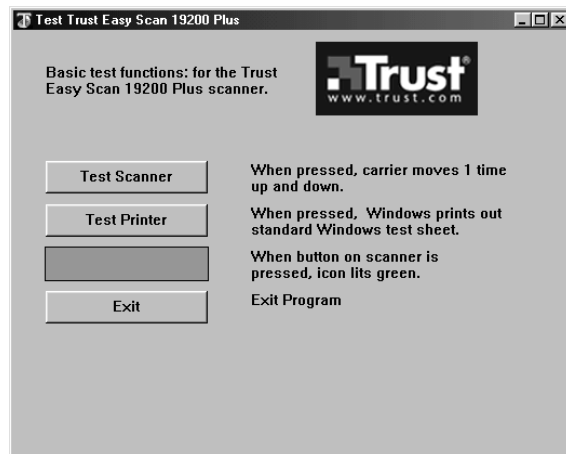 Test Trust Easy Scan 19200 Plus
Basic test functions: for the Trust
Easy Scan 19200 Plus scanner.
Trust®
www.trust.com
Test Scanner
When pressed, carrier moves 1 time
up and down.
Test Printer
When pressed, Windows prints out
standard Windows test sheet.
When button on scanner is
pressed, icon lits green.
Exit
Exit Program